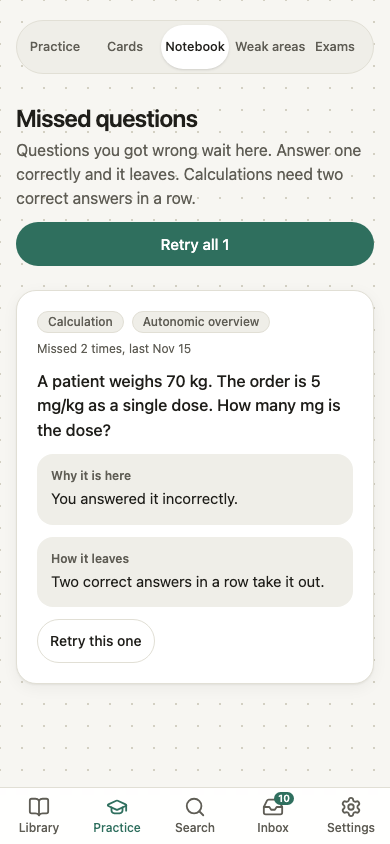 Practice Cards Notebook Weak areas Exams
Missed questions
Questions you got wrong wait here. Answer one
correctly and it leaves. Calculations need two
correct answers in a row.
Retry all 1
Calculation Autonomic overview
Missed 2 times, last Nov 15
A patient weighs 70 kg. The order is 5
mg/kg as a single dose. How many mg is
the dose?
Why it is here
You answered it incorrectly.
How it leaves
Two correct answers in a row take it out.
Retry this one
10
Library Practice Search Inbox Settings